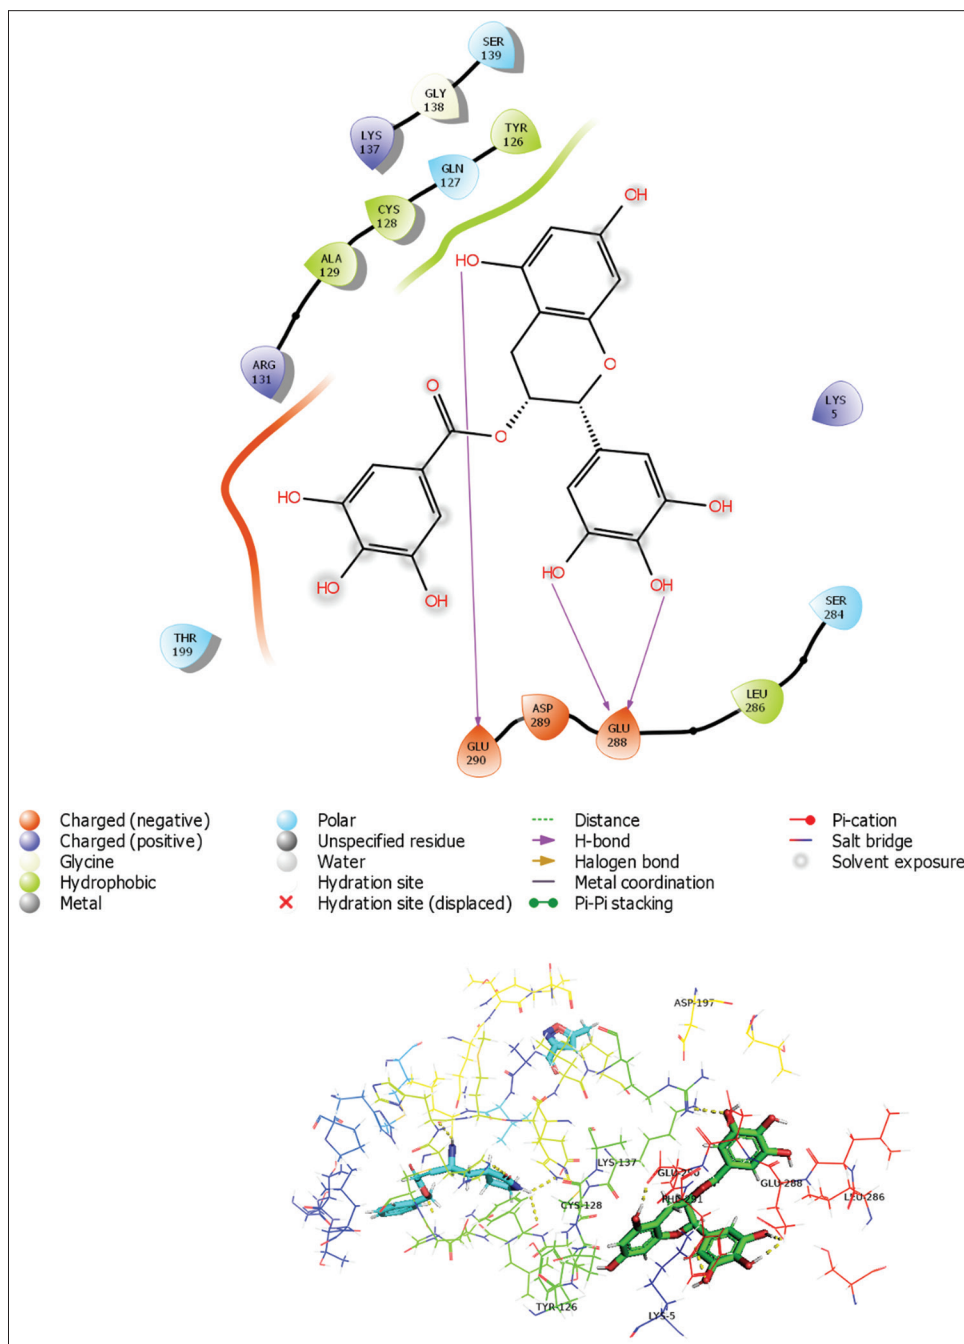 SER
139
GLY
138
LYS
137
TYR
126
GLN
127
CYS
128
ALA
129
ARG
131
OH
HO
O
O
O
LYS
5
HO
OH
HO
HO
OH
OH
THR
199
SER
284
LEU
286
ASP
289
GLU
288
GLU
290
Charged (negative)
Charged (positive)
Glycine
Hydrophobic
Metal
Polar
Unspecified residue
Water
Hydration site
Hydration site (displaced)
Distance
H-bond
Halogen bond
Metal coordination
Pi-Pi stacking
Pi-cation
Salt bridge
Solvent exposure
ASP-197
LYS-137
GLU-288
LEU-286
CYS-128
TYR-126
LYS-5